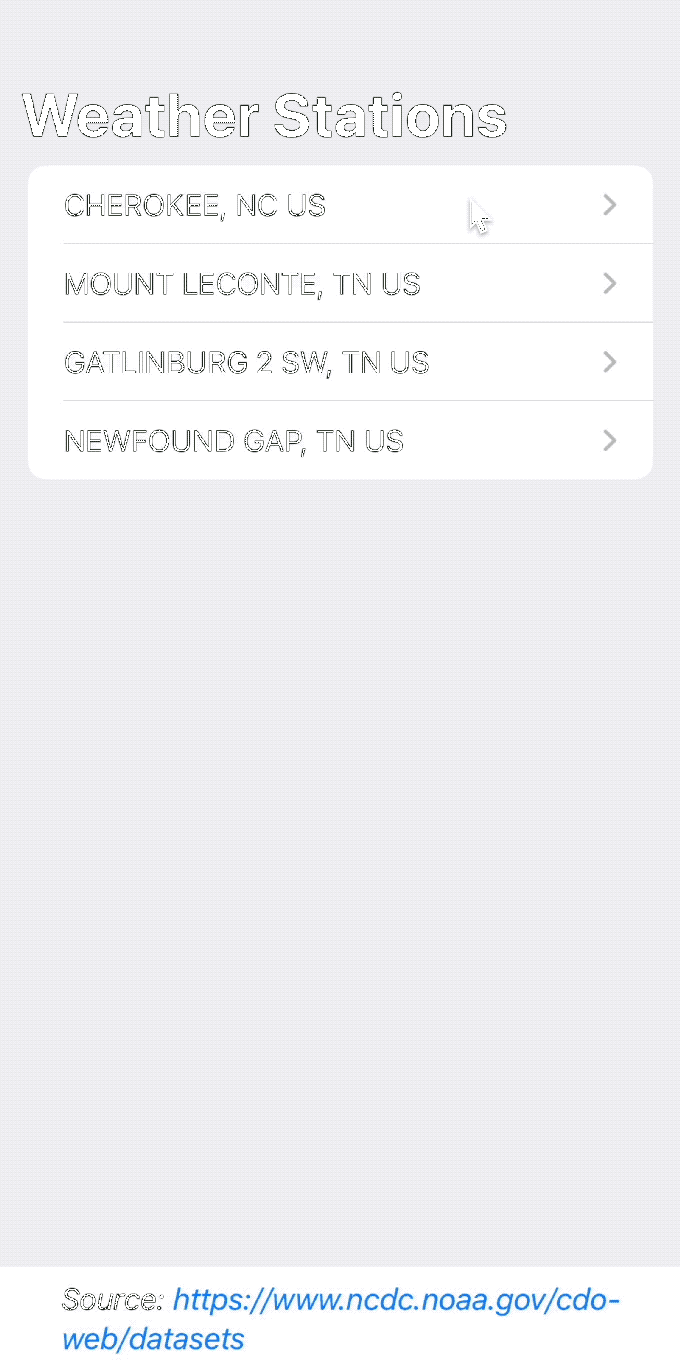 Weather Stations
CHEROKEE, NC US
MOUNT LECONTE, TN US
GATLINBURG 2 SW, TN US
NEWFOUND GAP, TN US
Source: https://www.ncdc.noaa.gov/cdo-
web/datasets